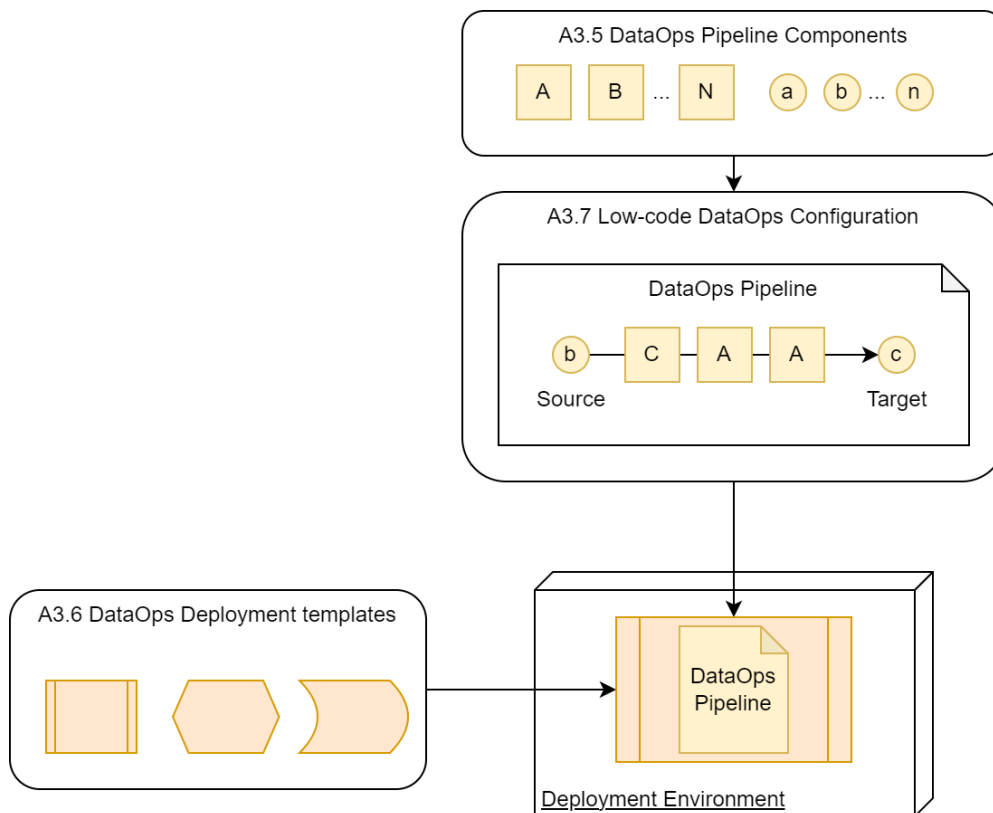 A3.5 DataOps Pipeline Components
A B ... N a b ... n
A3.7 Low-code DataOps Configuration
DataOps Pipeline
b C A A c
Source Target
A3.6 DataOps Deployment templates
DataOps
Pipeline
Deployment Environment